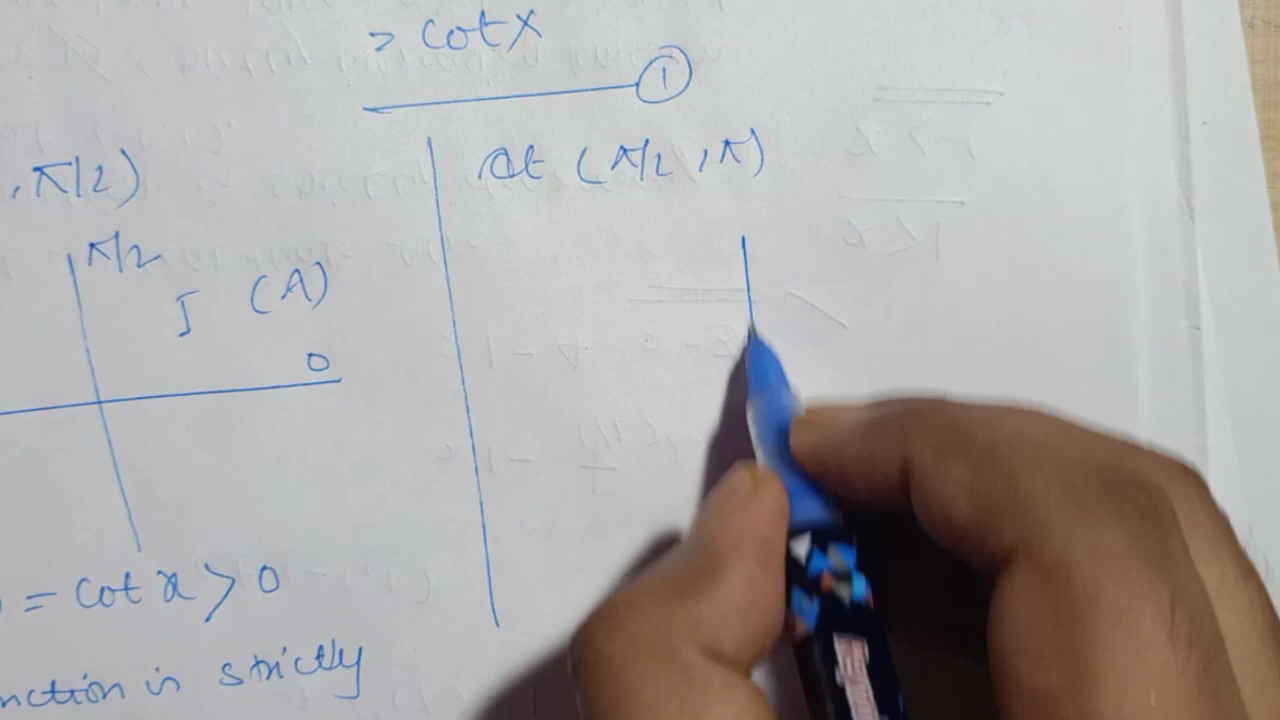 = cot x
①
, π/2)
At (π/2, π)
π/2
I (A)
0
) = cot x > 0
nction is strictly